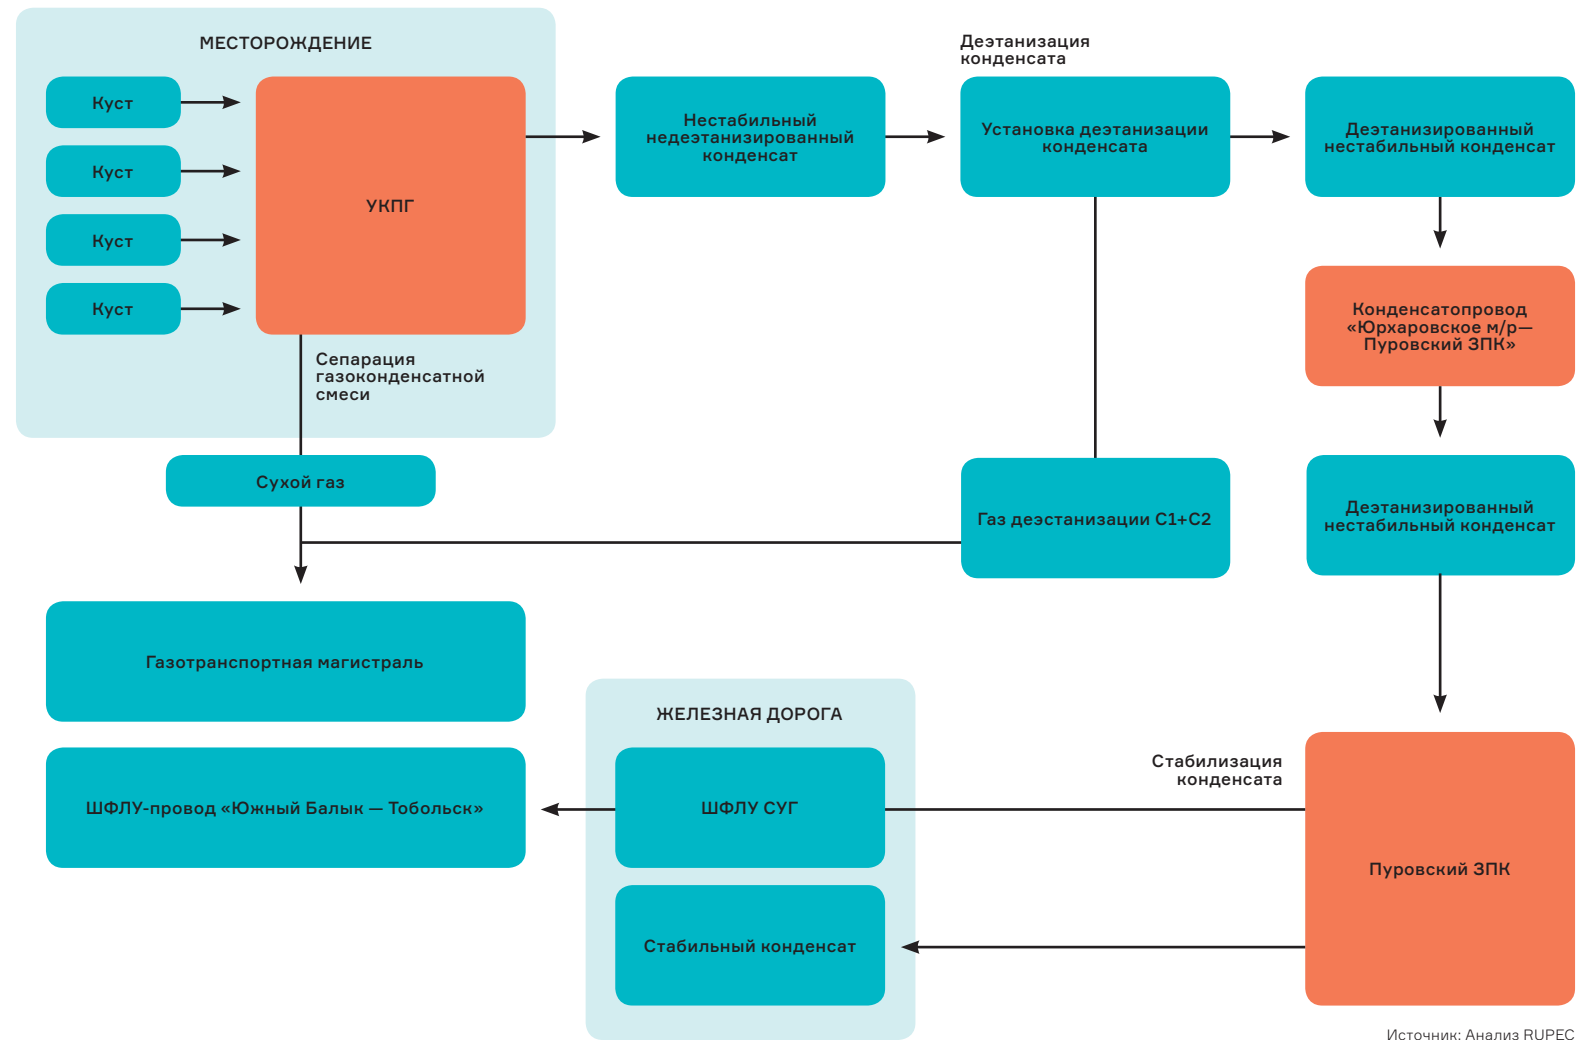 МЕСТОРОЖДЕНИЕ
Куст
Куст
Куст
Куст
УКПГ
Сепарация
газоконденсатной
смеси
Нестабильный
недеэтанизированный
конденсат
Деэтанизация
конденсата
Установка деэтанизации
конденсата
Деэтанизированный
нестабильный конденсат
Конденсатопровод
«Юрхаровское м/р—
Пуровский ЗПК»
Сухой газ
Газ деэстанизации С1+С2
Деэтанизированный
нестабильный конденсат
Газотранспортная магистраль
ЖЕЛЕЗНАЯ ДОРОГА
ШФЛУ-провод «Южный Балык — Тобольск»
ШФЛУ СУГ
Стабилизация
конденсата
Пуровский ЗПК
Стабильный конденсат
Источник: Анализ RUPEC